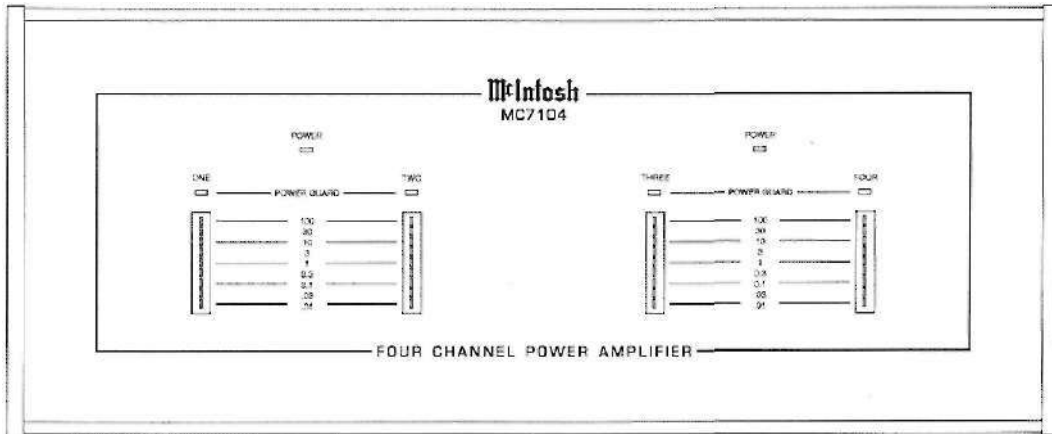 McIntosh
MC7104
POWER
POWER
ONE
POWER GUARD
TWO
THREE
POWER GUARD
FOUR
100
30
10
3
1
0.3
0.1
.03
.01
100
30
10
3
1
0.3
0.1
.03
.01
FOUR CHANNEL POWER AMPLIFIER